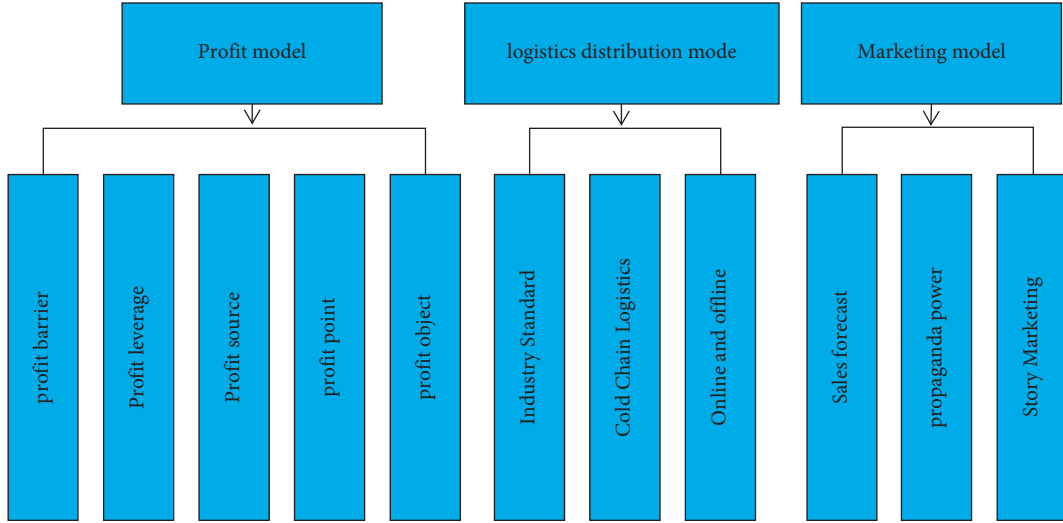 Profit model
logistics distribution mode
Marketing model
profit barrier
Profit leverage
Profit source
profit point
profit object
Industry Standard
Cold Chain Logistics
Online and offline
Sales forecast
propaganda power
Story Marketing